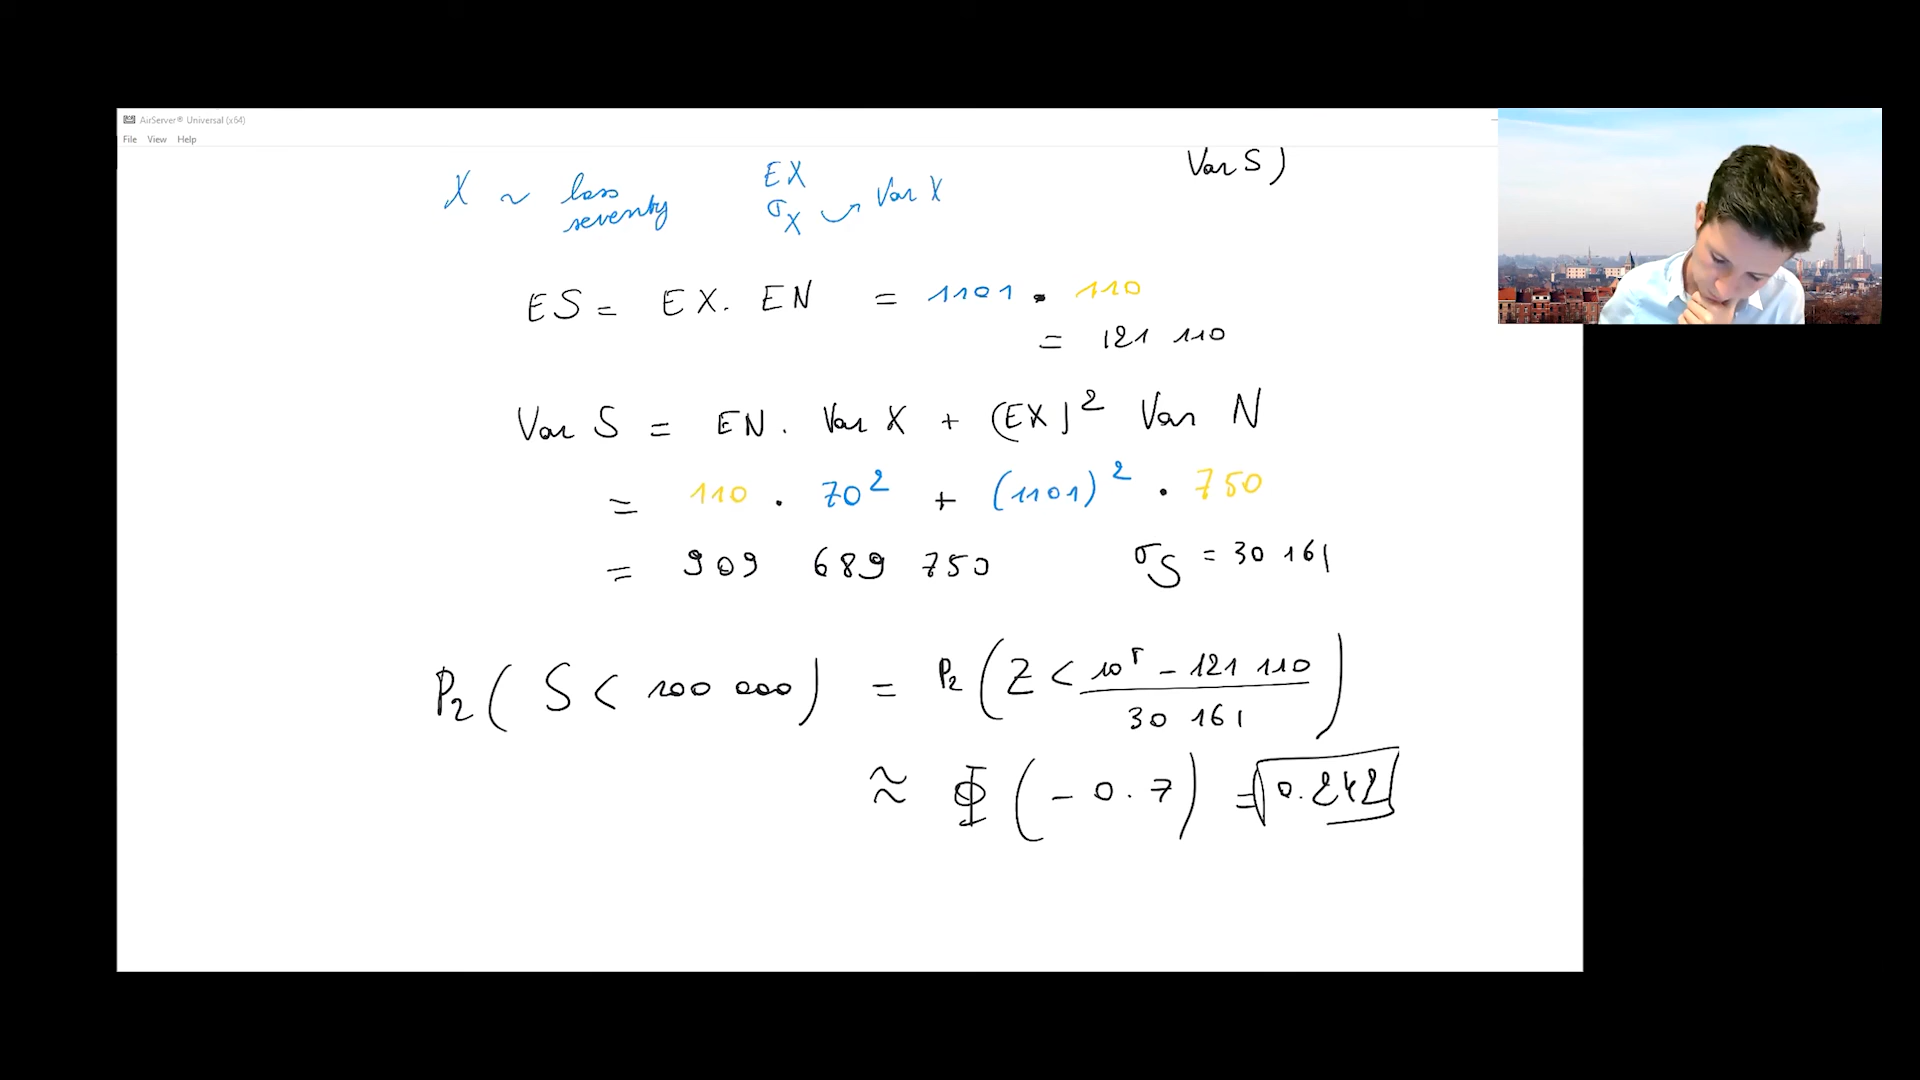 AirServer® Universal (x64)
File View Help
Var S)
X ~ loss severity
EX
σX → Var X
ES = EX. EN = 1101 • 110
= 121 110
Var S = EN. Var X + (EX)² Var N
= 110 . 70² + (1101)² . 750
= 909 689 750 σS = 30 161
Pr( S < 100 000) = Pr( Z < (10⁵ - 121 110) / 30 161 )
≈ Φ ( - 0.7 ) = 0.242